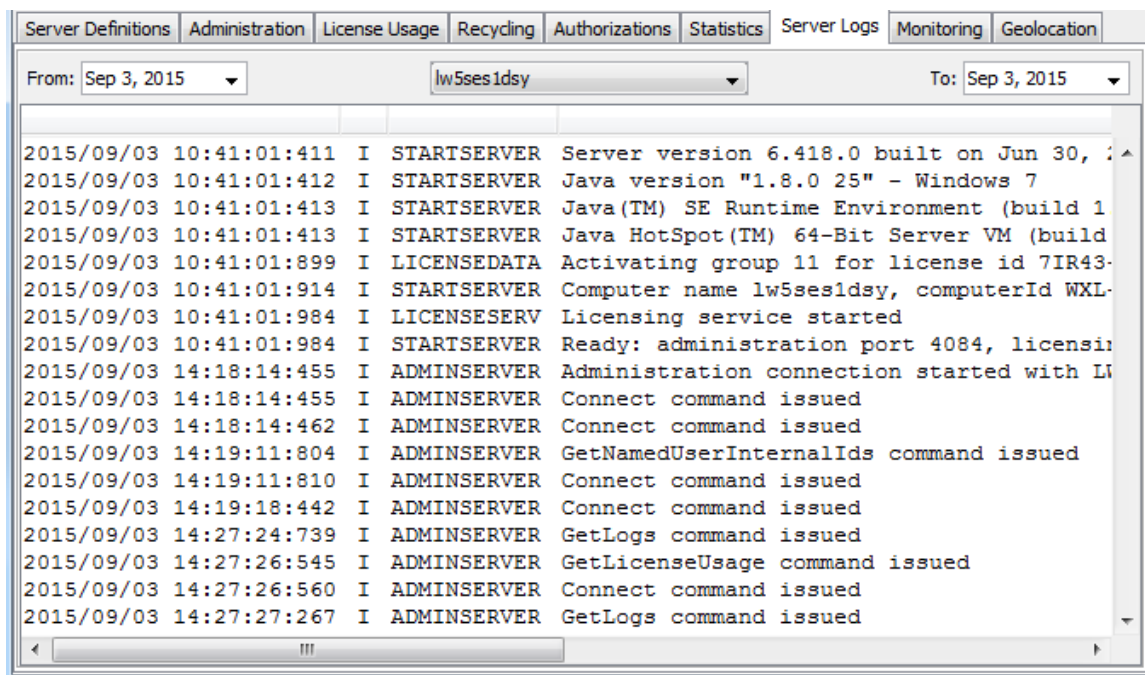 Server Definitions Administration License Usage Recycling Authorizations Statistics Server Logs Monitoring Geolocation
From: Sep 3, 2015 lw5ses1dsy To: Sep 3, 2015
2015/09/03 10:41:01:411 I STARTSERVER Server version 6.418.0 built on Jun 30,
2015/09/03 10:41:01:412 I STARTSERVER Java version "1.8.0 25" - Windows 7
2015/09/03 10:41:01:413 I STARTSERVER Java(TM) SE Runtime Environment (build 1
2015/09/03 10:41:01:413 I STARTSERVER Java HotSpot(TM) 64-Bit Server VM (build
2015/09/03 10:41:01:899 I LICENSEDATA Activating group 11 for license id 7IR43-
2015/09/03 10:41:01:914 I STARTSERVER Computer name lw5ses1dsy, computerId WXL-
2015/09/03 10:41:01:984 I LICENSESERV Licensing service started
2015/09/03 10:41:01:984 I STARTSERVER Ready: administration port 4084,
2015/09/03 14:18:14:455 I ADMINSERVER Administration connection started with
2015/09/03 14:18:14:455 I ADMINSERVER Connect command issued
2015/09/03 14:18:14:462 I ADMINSERVER Connect command issued
2015/09/03 14:19:11:804 I ADMINSERVER GetNamedUserInternalIds command issued
2015/09/03 14:19:11:810 I ADMINSERVER Connect command issued
2015/09/03 14:19:18:442 I ADMINSERVER Connect command issued
2015/09/03 14:27:24:739 I ADMINSERVER GetLogs command issued
2015/09/03 14:27:26:545 I ADMINSERVER GetLicenseUsage command issued
2015/09/03 14:27:26:560 I ADMINSERVER Connect command issued
2015/09/03 14:27:27:267 I ADMINSERVER GetLogs command issued